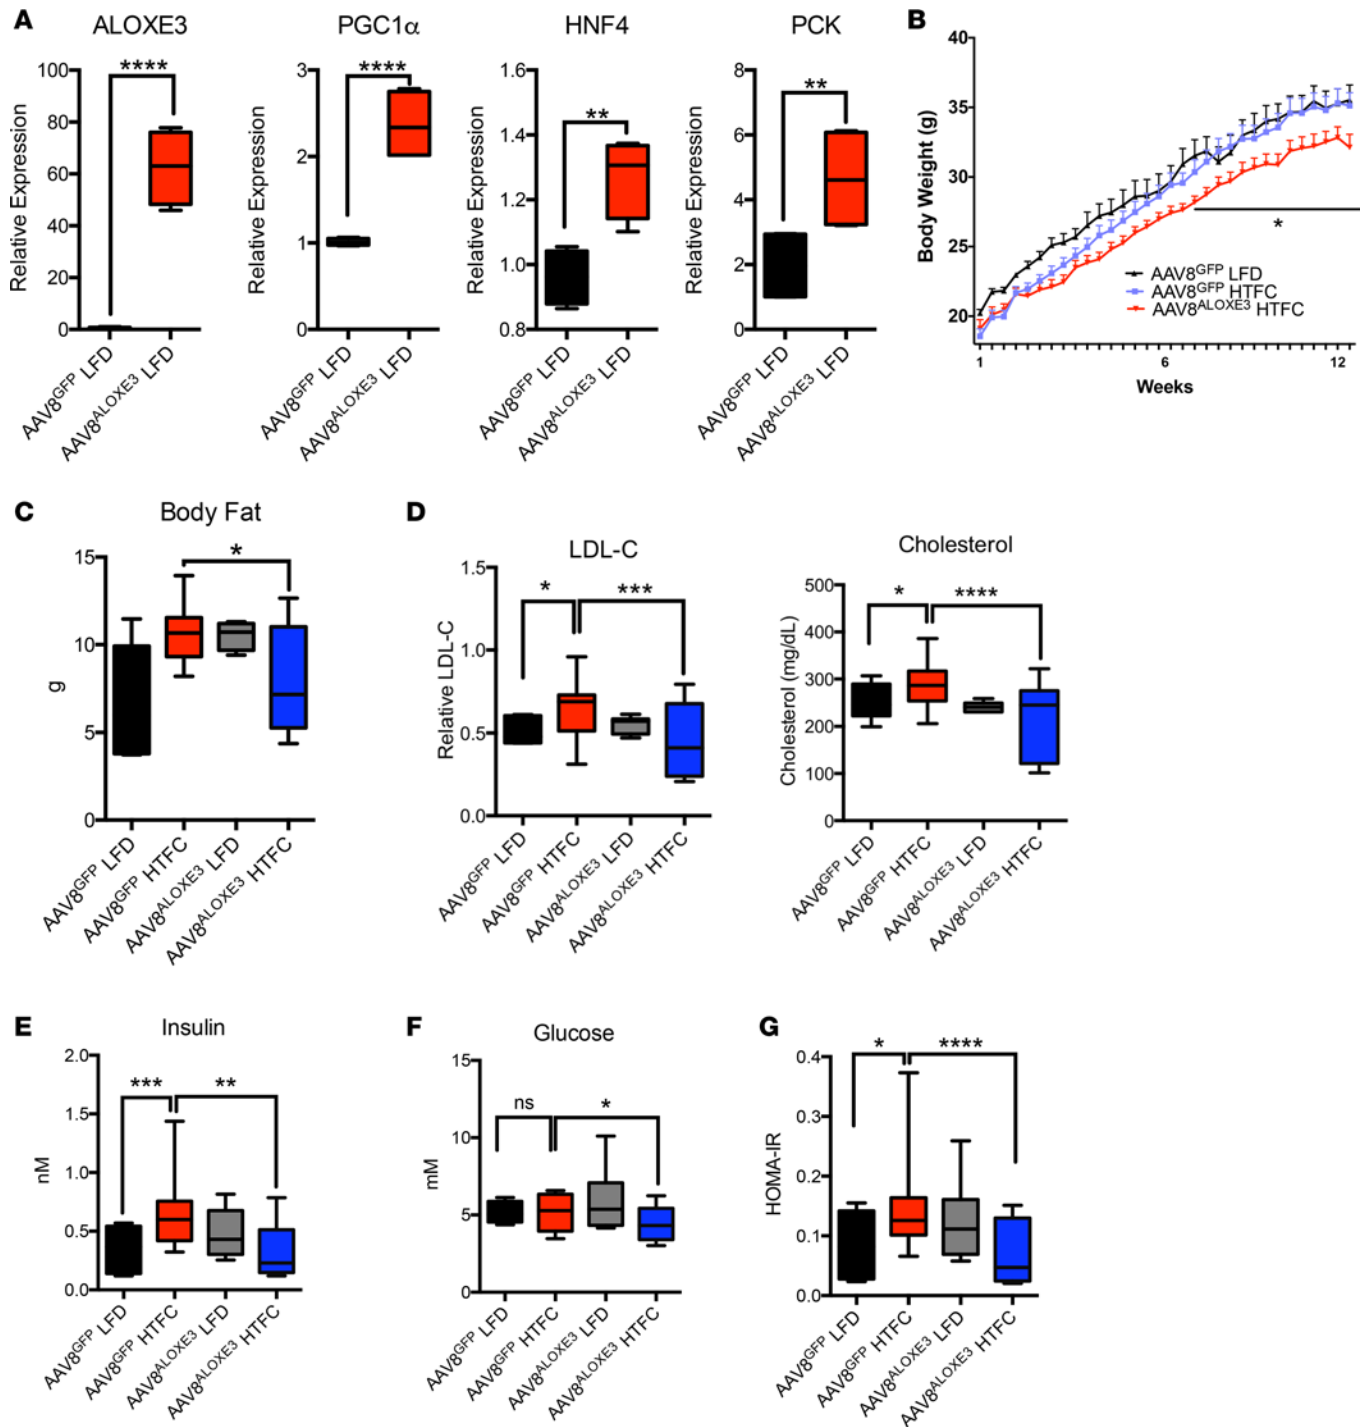 A
ALOXE3
Relative Expression
100
80
60
40
20
0
****
AAV8GFP LFD
AAV8ALOXE3 LFD
PGC1α
Relative Expression
3
2
1
0
****
AAV8GFP LFD
AAV8ALOXE3 LFD
HNF4
Relative Expression
1.6
1.4
1.2
1.0
0.8
**
AAV8GFP LFD
AAV8ALOXE3 LFD
PCK
Relative Expression
8
6
4
2
0
**
AAV8GFP LFD
AAV8ALOXE3 LFD
B
Body Weight (g)
40
35
30
25
20
*
AAV8GFP LFD
AAV8GFP HTFC
AAV8ALOXE3 HTFC
1
6
12
Weeks
C
Body Fat
g
15
10
5
0
*
AAV8GFP LFD
AAV8GFP HTFC
AAV8ALOXE3 LFD
AAV8ALOXE3 HTFC
D
LDL-C
Relative LDL-C
1.5
1.0
0.5
0.0
*
***
AAV8GFP LFD
AAV8GFP HTFC
AAV8ALOXE3 LFD
AAV8ALOXE3 HTFC
Cholesterol
Cholesterol (mg/dL)
500
400
300
200
100
0
*
****
AAV8GFP LFD
AAV8GFP HTFC
AAV8ALOXE3 LFD
AAV8ALOXE3 HTFC
E
Insulin
nM
2.0
1.5
1.0
0.5
0.0
***
**
AAV8GFP LFD
AAV8GFP HTFC
AAV8ALOXE3 LFD
AAV8ALOXE3 HTFC
F
Glucose
mM
15
10
5
0
ns
*
AAV8GFP LFD
AAV8GFP HTFC
AAV8ALOXE3 LFD
AAV8ALOXE3 HTFC
G
HOMA-IR
0.4
0.3
0.2
0.1
0.0
*
****
AAV8GFP LFD
AAV8GFP HTFC
AAV8ALOXE3 LFD
AAV8ALOXE3 HTFC